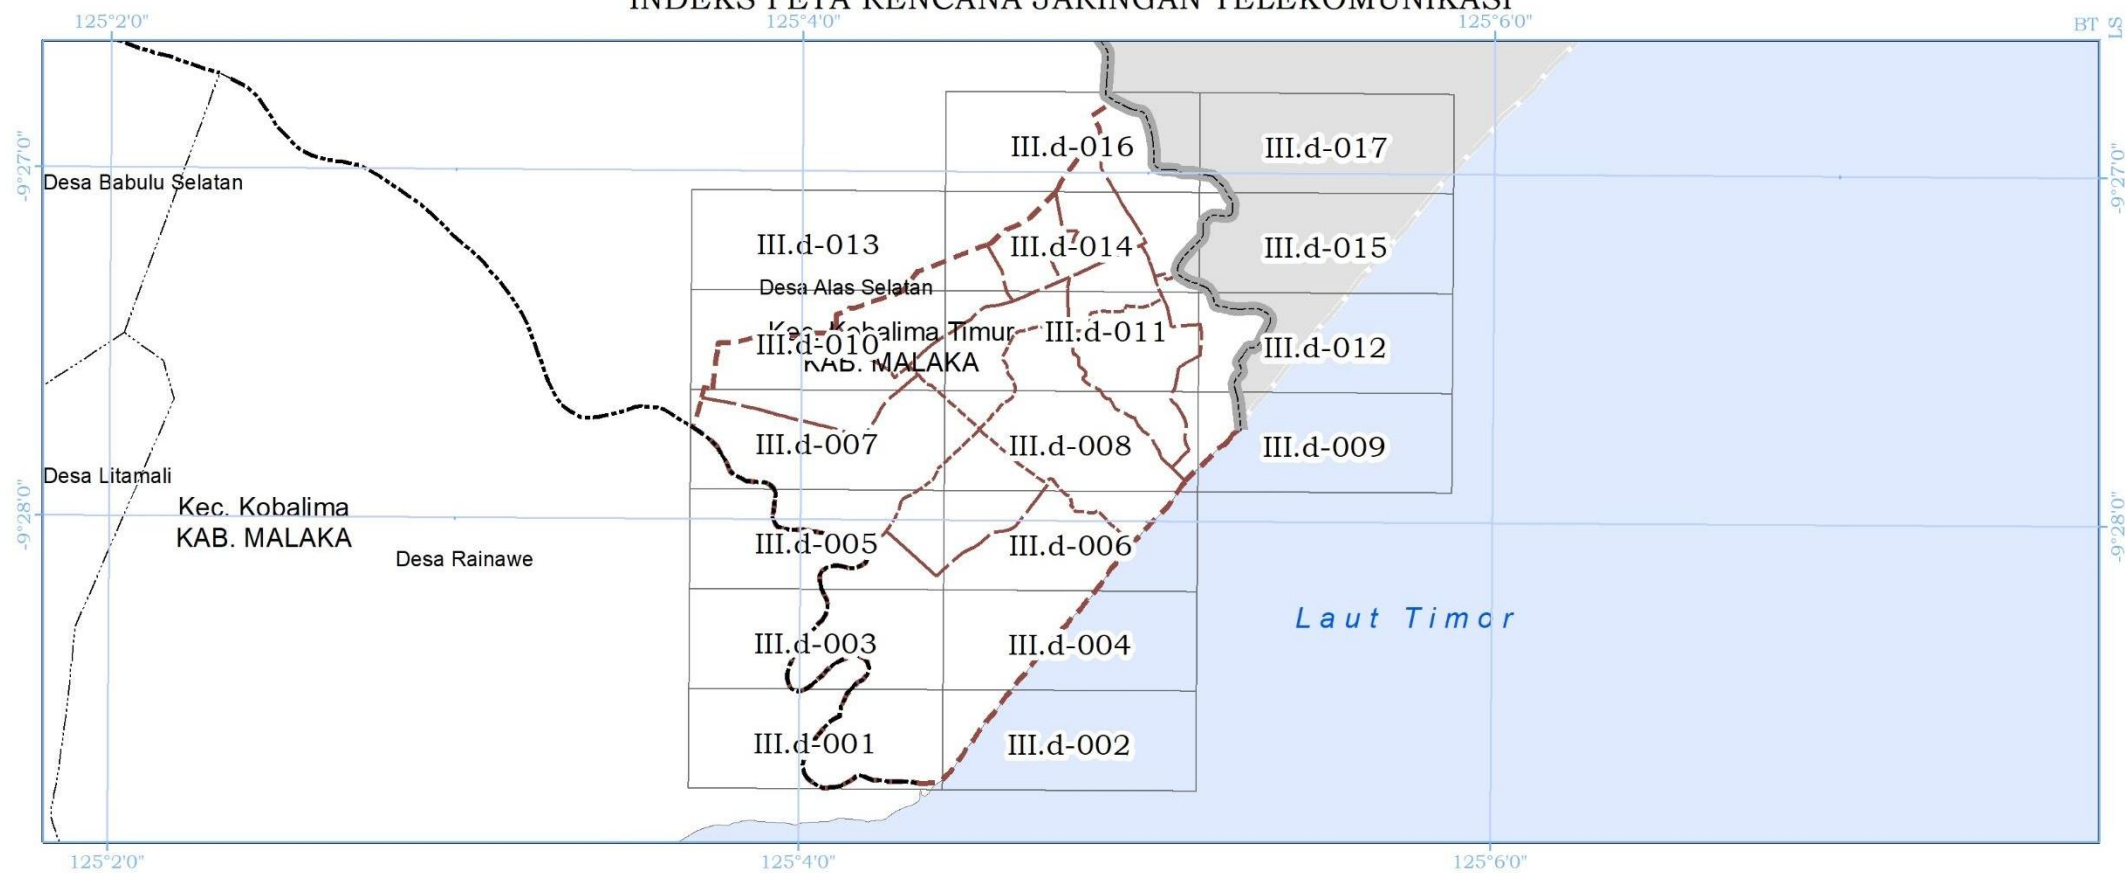 INDEKS PETA RENCANA JARINGAN TELEKOMUNIKASI
125°2'0"
125°4'0"
125°6'0"
BT
LS
-9°27'0"
-9°27'0"
III.d-016
III.d-017
Desa Babulu Selatan
III.d-013
III.d-014
III.d-015
Desa Alas Selatan
Kec. Kobalima Timur
KAB. MALAKA
III.d-010
III.d-011
III.d-012
III.d-007
III.d-008
III.d-009
Desa Litamali
Kec. Kobalima
KAB. MALAKA
Desa Rainawe
-9°28'0"
-9°28'0"
III.d-005
III.d-006
Laut Timor
III.d-003
III.d-004
III.d-001
III.d-002
125°2'0"
125°4'0"
125°6'0"